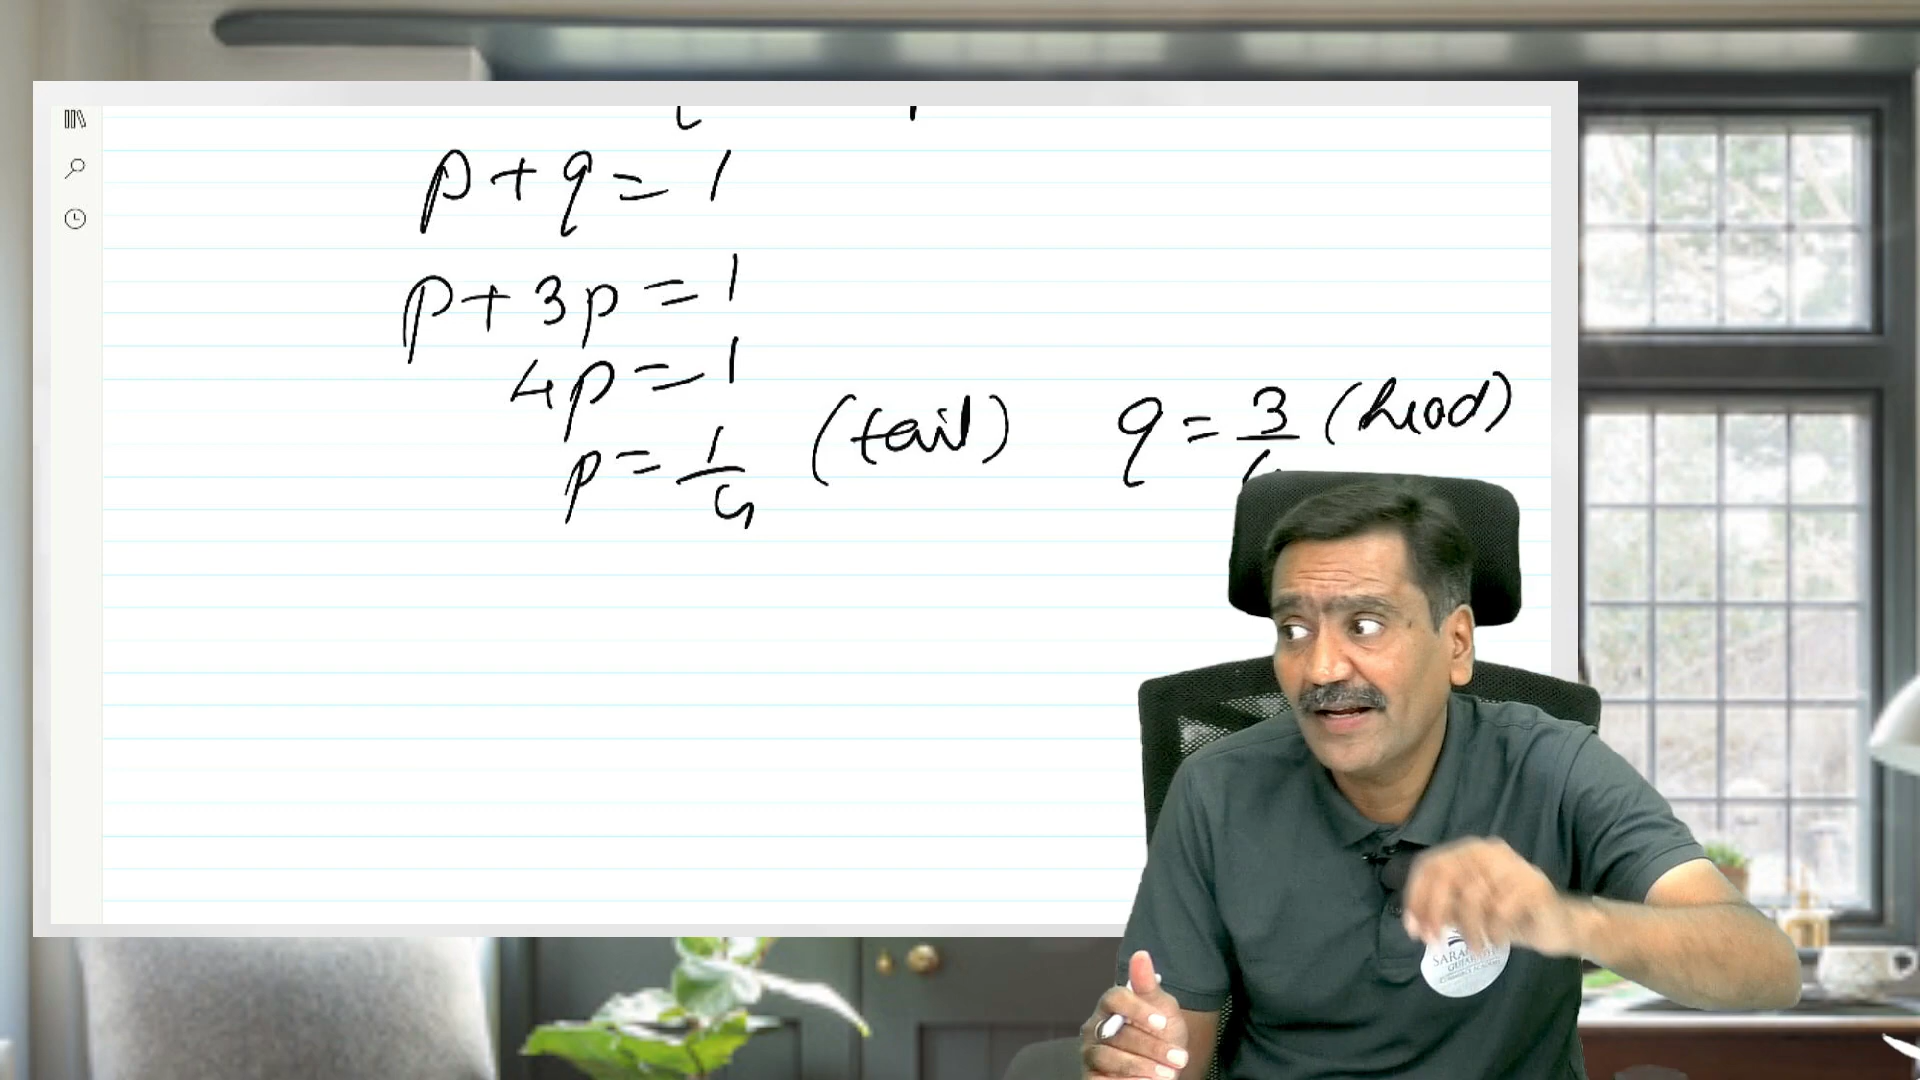 p + q = 1
p + 3p = 1
4p = 1
p = 1/4 (tail) q = 3/ (head)